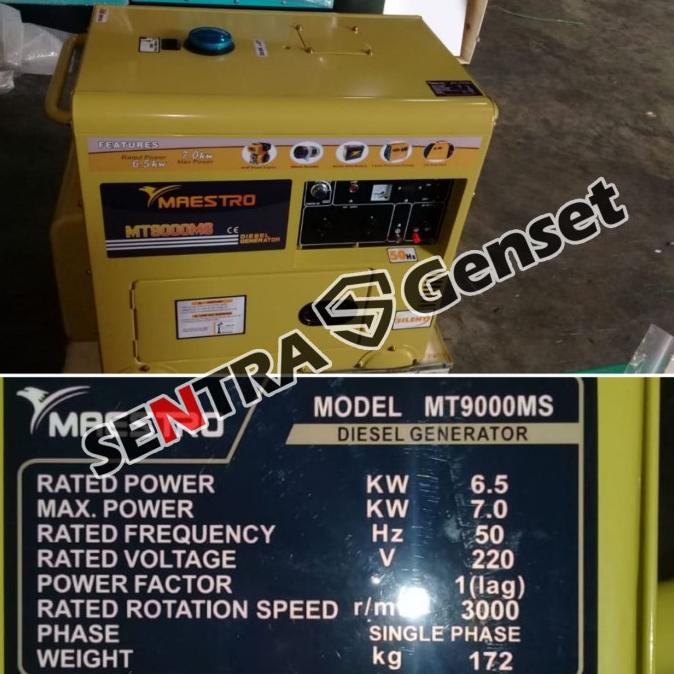 FEATURES
Rated Power 7.0kw
6.5kw Max Power
MAESTRO
MT9000MS CE
DIESEL
GENERATOR
50Hz
SILENT
SENTRA S Genset
MAESTRO
MODEL MT9000MS
DIESEL GENERATOR
RATED POWER KW 6.5
MAX. POWER KW 7.0
RATED FREQUENCY Hz 50
RATED VOLTAGE V 220
POWER FACTOR 1(lag)
RATED ROTATION SPEED r/min 3000
PHASE SINGLE PHASE
WEIGHT kg 172